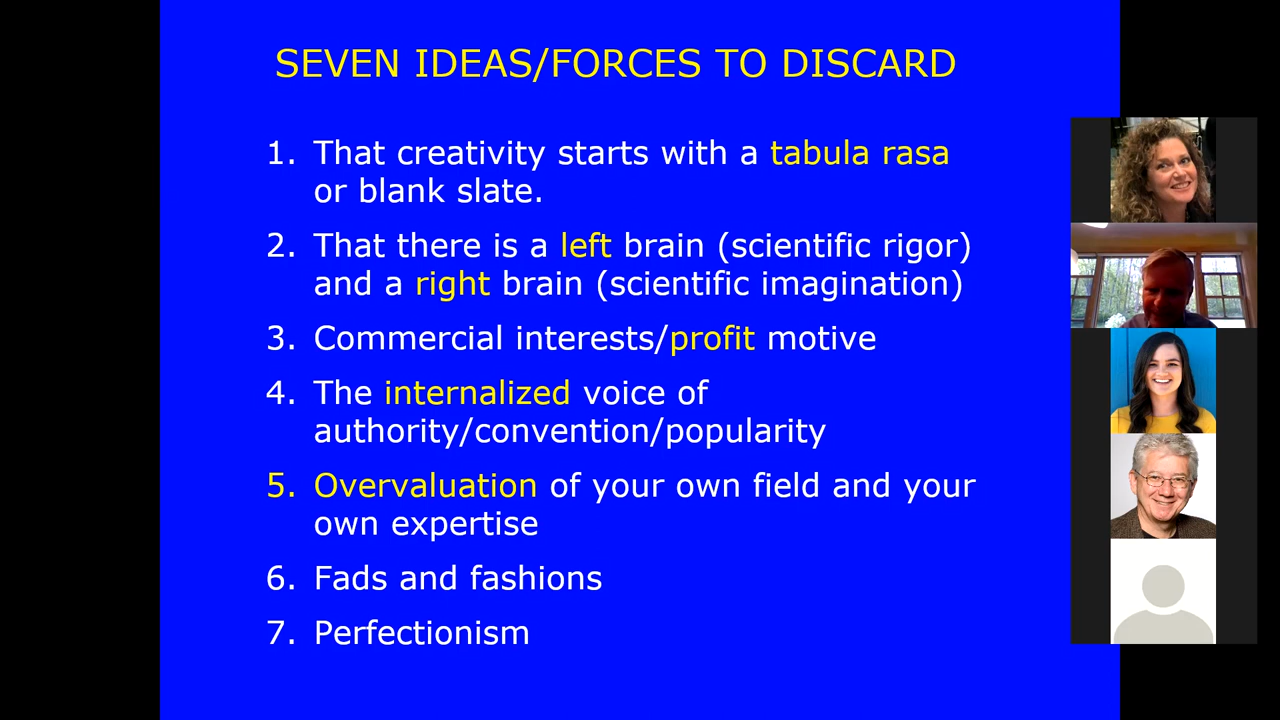 SEVEN IDEAS/FORCES TO DISCARD
1. That creativity starts with a tabula rasa
or blank slate.
2. That there is a left brain (scientific rigor)
and a right brain (scientific imagination)
3. Commercial interests/profit motive
4. The internalized voice of
authority/convention/popularity
5. Overvaluation of your own field and your
own expertise
6. Fads and fashions
7. Perfectionism